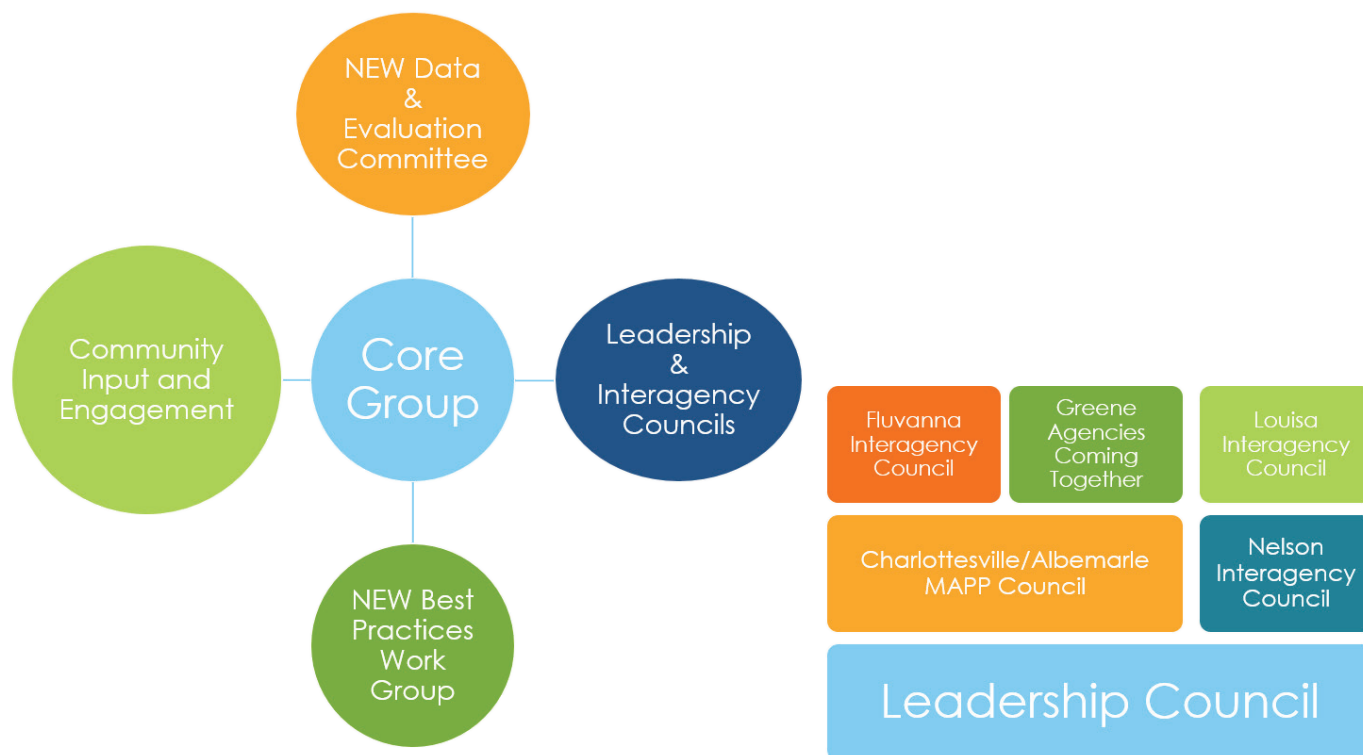 NEW Data
&
Evaluation
Committee
Community
Input and
Engagement
Core
Group
Leadership
&
Interagency
Councils
NEW Best
Practices
Work
Group
Fluvanna
Interagency
Council
Greene
Agencies
Coming
Together
Louisa
Interagency
Council
Charlottesville/Albemarle
MAPP Council
Nelson
Interagency
Council
Leadership Council